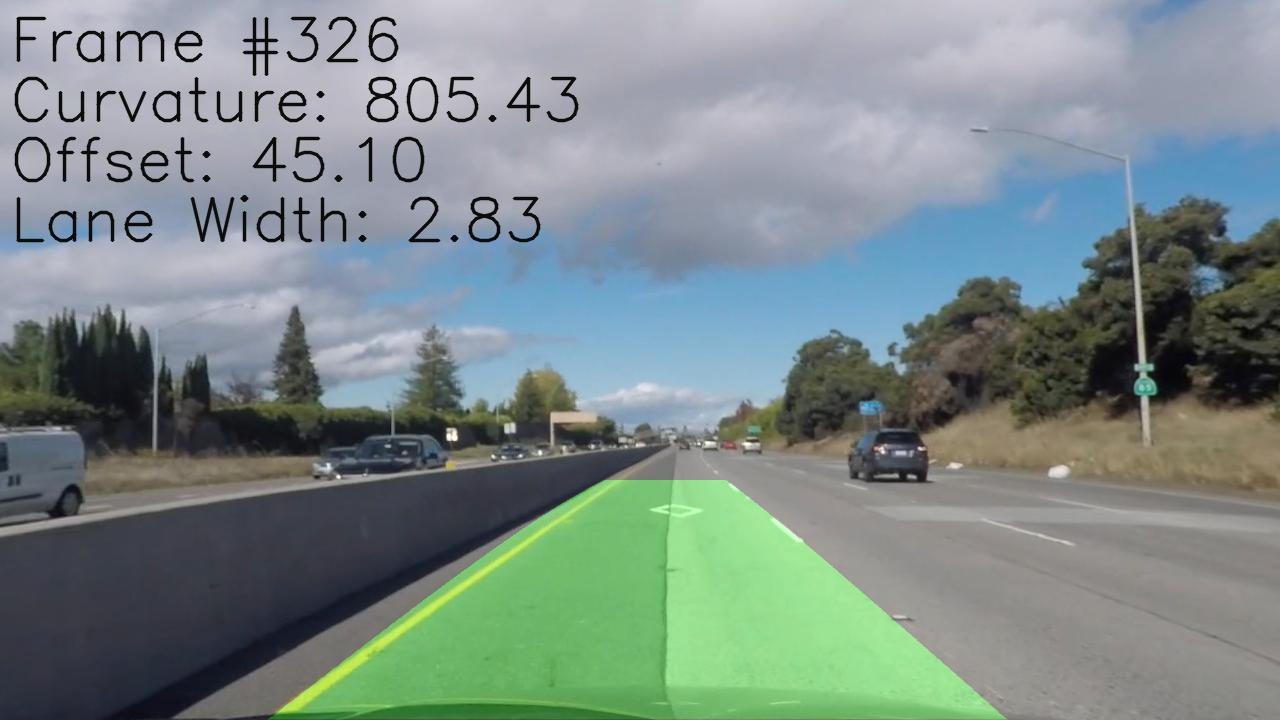 Frame #326
Curvature: 805.43
Offset: 45.10
Lane Width: 2.83